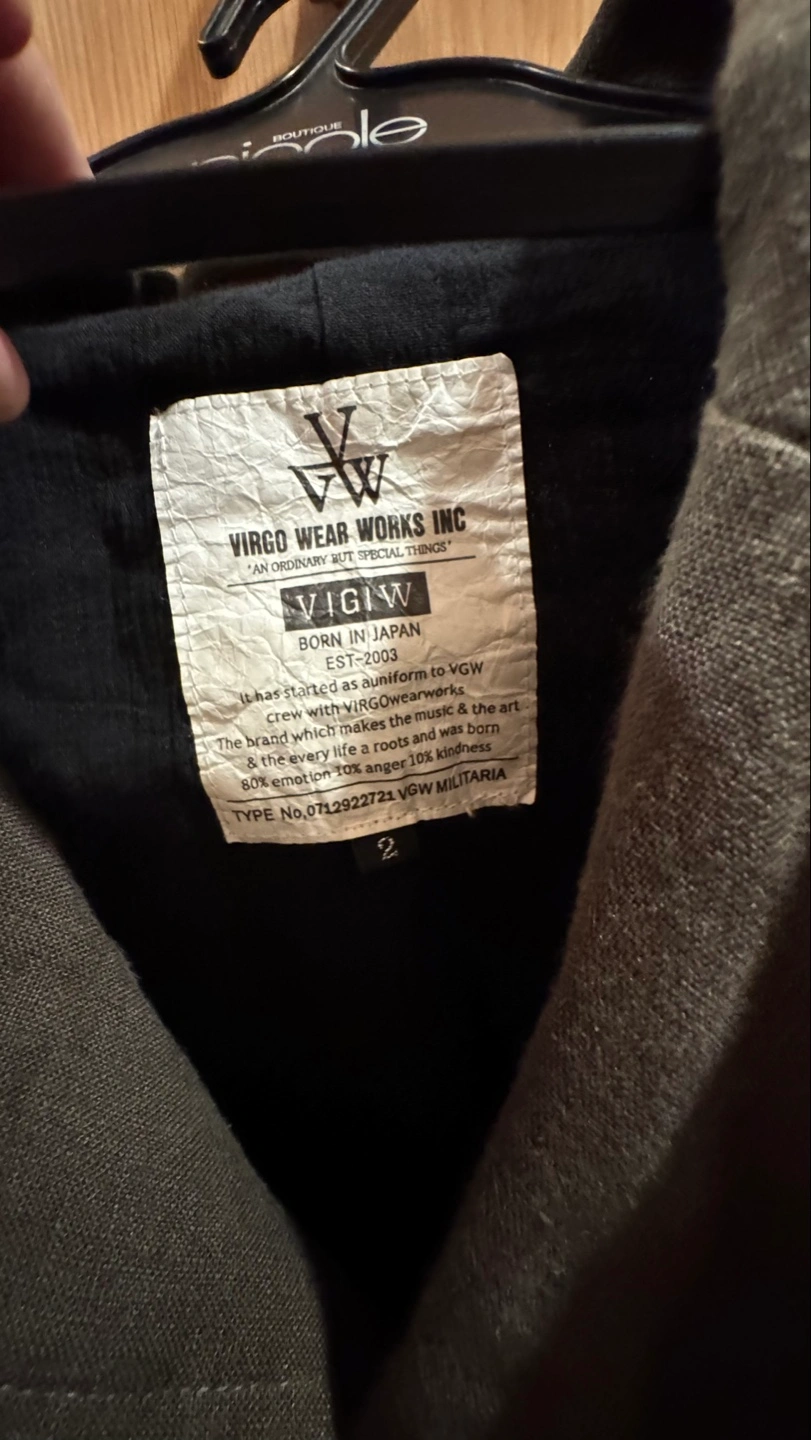 BOUTIQUE
nicole
V
VGW
VIRGO WEAR WORKS INC
"AN ORDINARY BUT SPECIAL THINGS"
V|G|W
BORN IN JAPAN
EST-2003
It has started as auniform to VGW
crew with VIRGOwearworks
The brand which makes the music & the art
& the every life a roots and was born
80% emotion 10% anger 10% kindness
TYPE No,0712922721 VGW MILITARIA
2